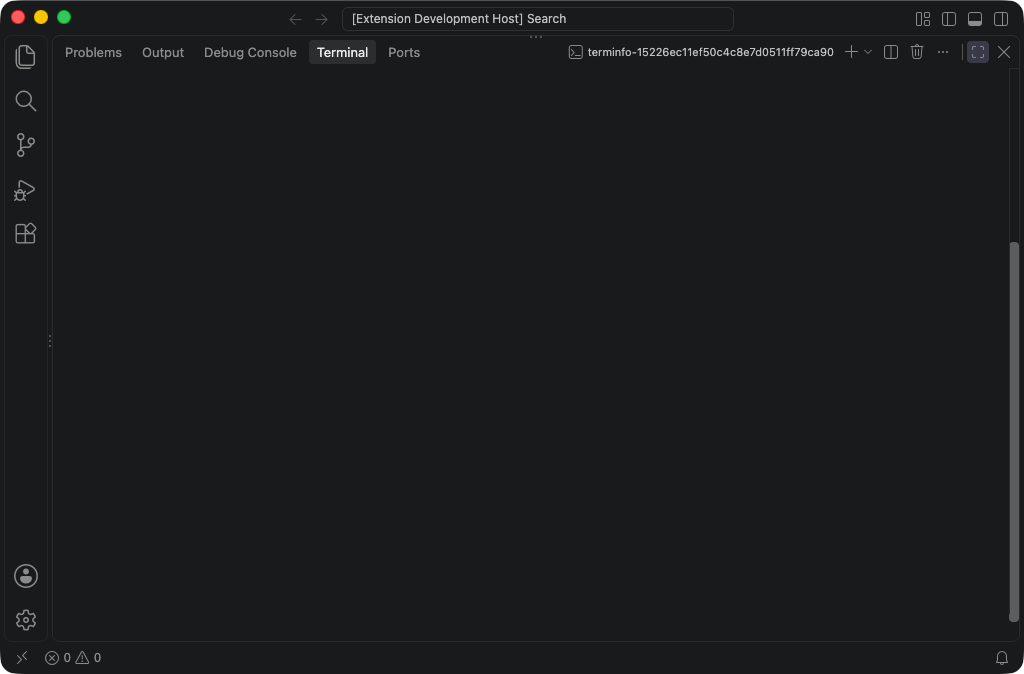 [Extension Development Host] Search
Problems Output Debug Console Terminal Ports
terminfo-15226ec11ef50c4c8e7d0511ff79ca90
0 0